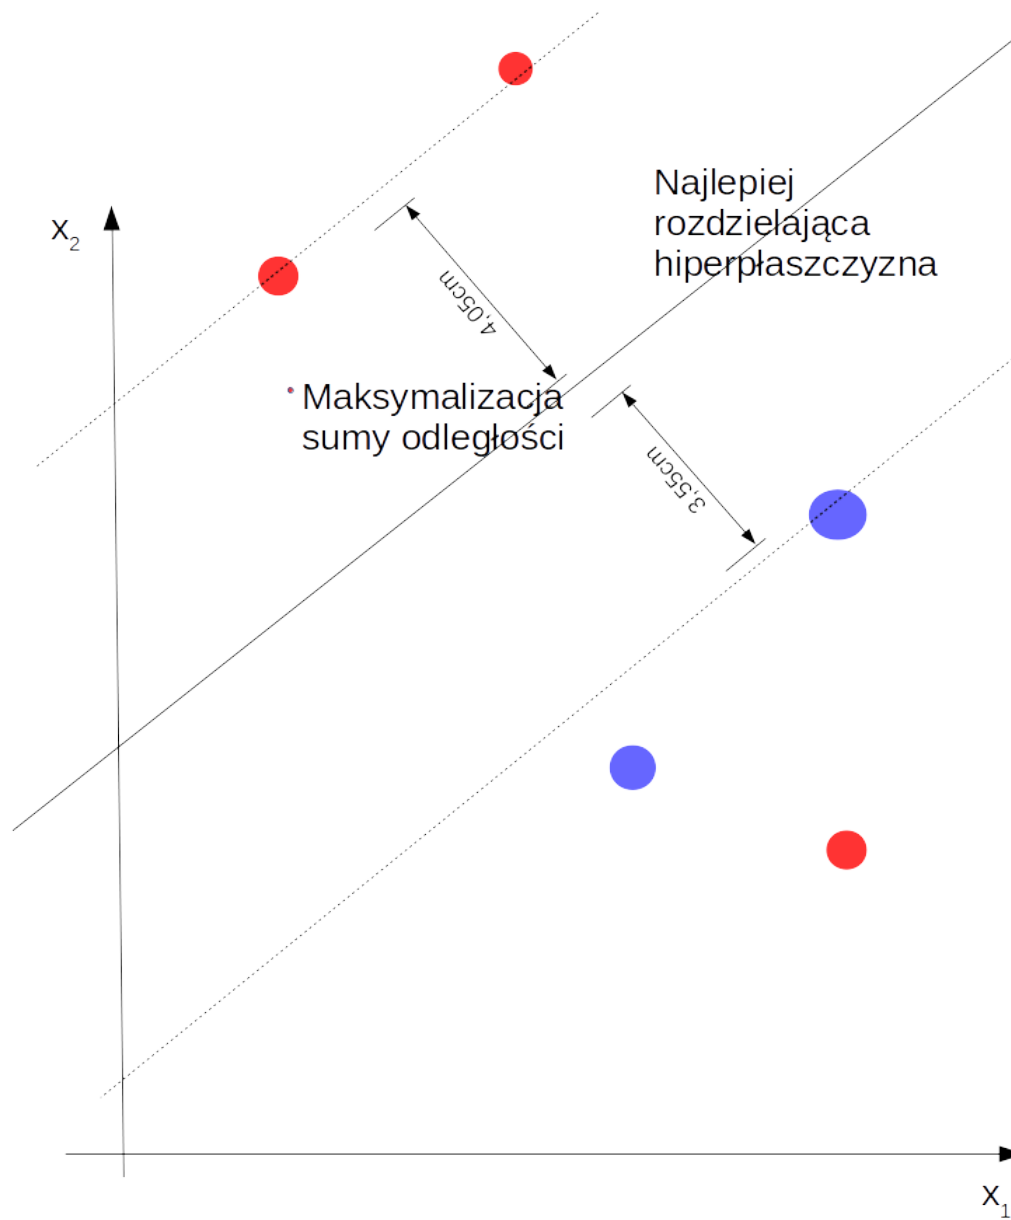 Najlepiej
rozdzielająca
hiperpłaszczyzna
X₂
4,05cm
Maksymalizacja
sumy odległości
3,55cm
X₁